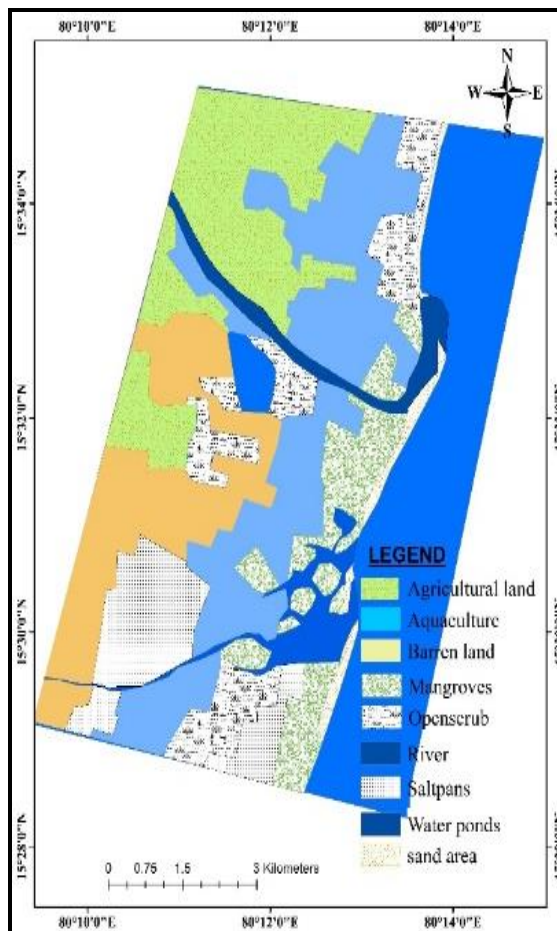 80°10'0"E 80°12'0"E 80°14'0"E
N
W E
S
15°34'0"N
15°32'0"N
15°30'0"N
15°28'0"N
LEGEND
Agricultural land
Aquaculture
Barren land
Mangroves
Openscrub
River
Saltpans
Water ponds
sand area
0 0.75 1.5 3 Kilometers
80°10'0"E 80°12'0"E 80°14'0"E